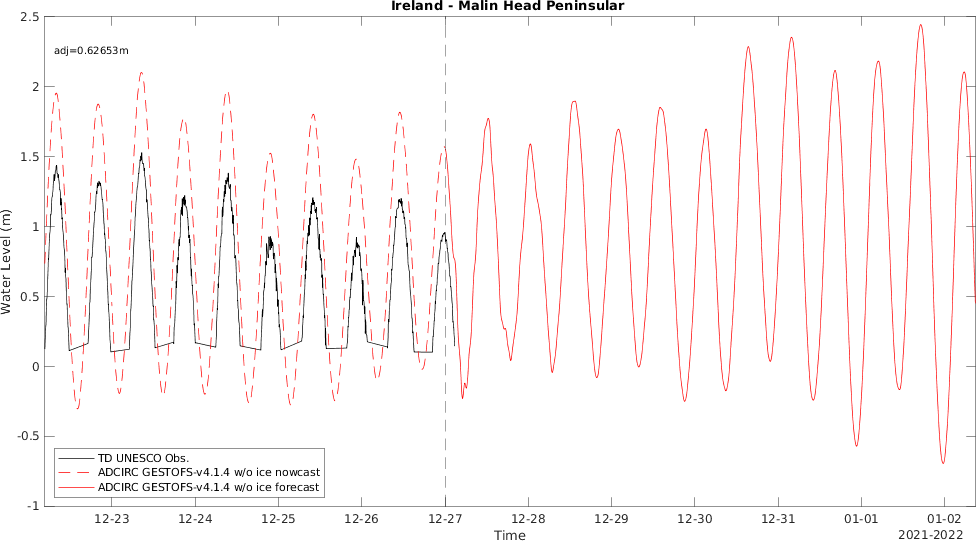 Ireland - Malin Head Peninsular
adj=0.62653m
2.5
2
1.5
1
0.5
0
-0.5
-1
Water Level (m)
TD UNESCO Obs.
ADCIRC GESTOFS-v4.1.4 w/o ice nowcast
ADCIRC GESTOFS-v4.1.4 w/o ice forecast
12-23 12-24 12-25 12-26 12-27 12-28 12-29 12-30 12-31 01-01 01-02
Time
2021-2022